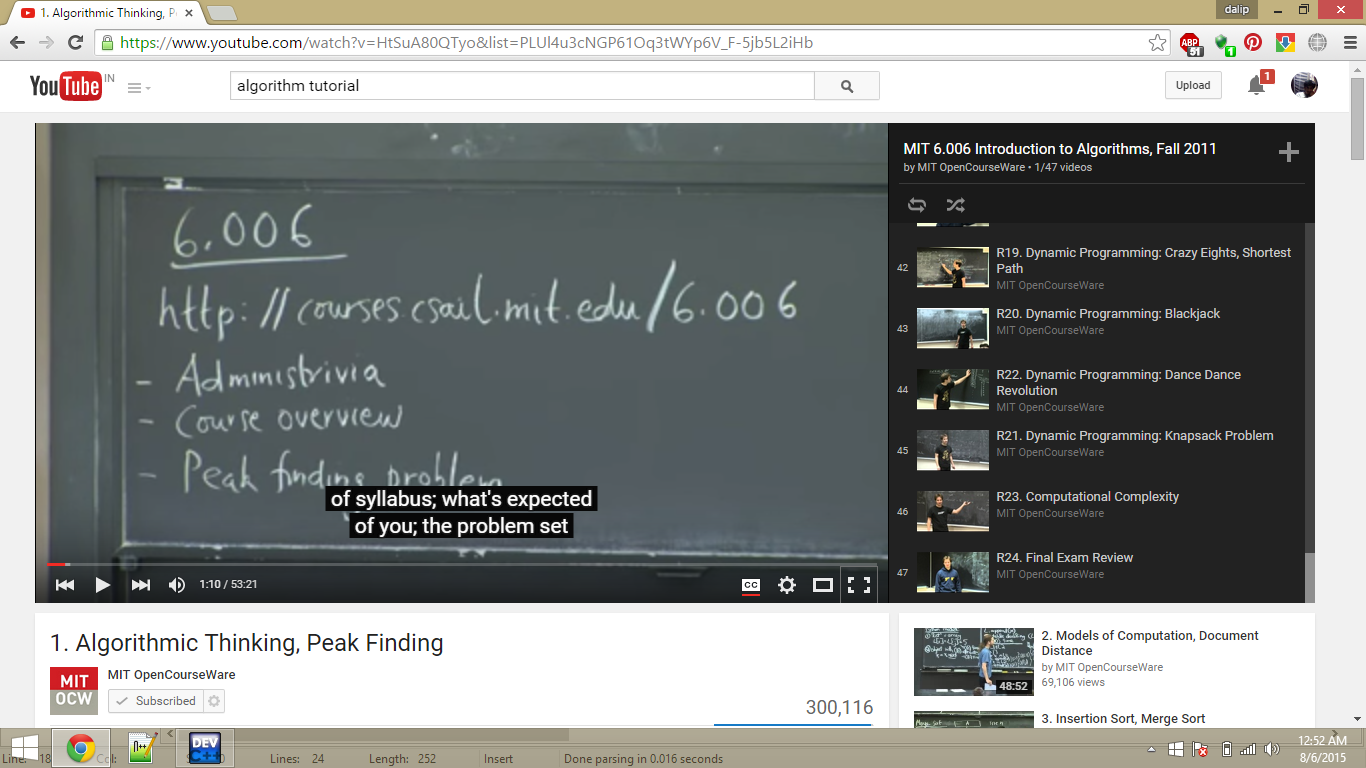 1. Algorithmic Thinking, P
dalip
https://www.youtube.com/watch?v=HtSuA80QTyo&list=PLUl4u3cNGP61Oq3tWYp6V_F-5jb5L2iHb
ABP
51
1
YouTube IN
algorithm tutorial
Upload
1
6.006
http://courses.csail.mit.edu/6.006
- Administrivia
- Course overview
- Peak finding problem
of syllabus; what's expected
of you; the problem set
1:10 / 53:21
CC
MIT 6.006 Introduction to Algorithms, Fall 2011
by MIT OpenCourseWare • 1/47 videos
42
R19. Dynamic Programming: Crazy Eights, Shortest
Path
MIT OpenCourseWare
43
R20. Dynamic Programming: Blackjack
MIT OpenCourseWare
44
R22. Dynamic Programming: Dance Dance
Revolution
MIT OpenCourseWare
45
R21. Dynamic Programming: Knapsack Problem
MIT OpenCourseWare
46
R23. Computational Complexity
MIT OpenCourseWare
47
R24. Final Exam Review
MIT OpenCourseWare
1. Algorithmic Thinking, Peak Finding
MIT
OCW
MIT OpenCourseWare
Subscribed
300,116
2. Models of Computation, Document
Distance
by MIT OpenCourseWare
69,106 views
48:52
3. Insertion Sort, Merge Sort
DEV
C++
Line: 18 Col: Lines: 24 Length: 252 Insert Done parsing in 0.016 seconds
12:52 AM
8/6/2015